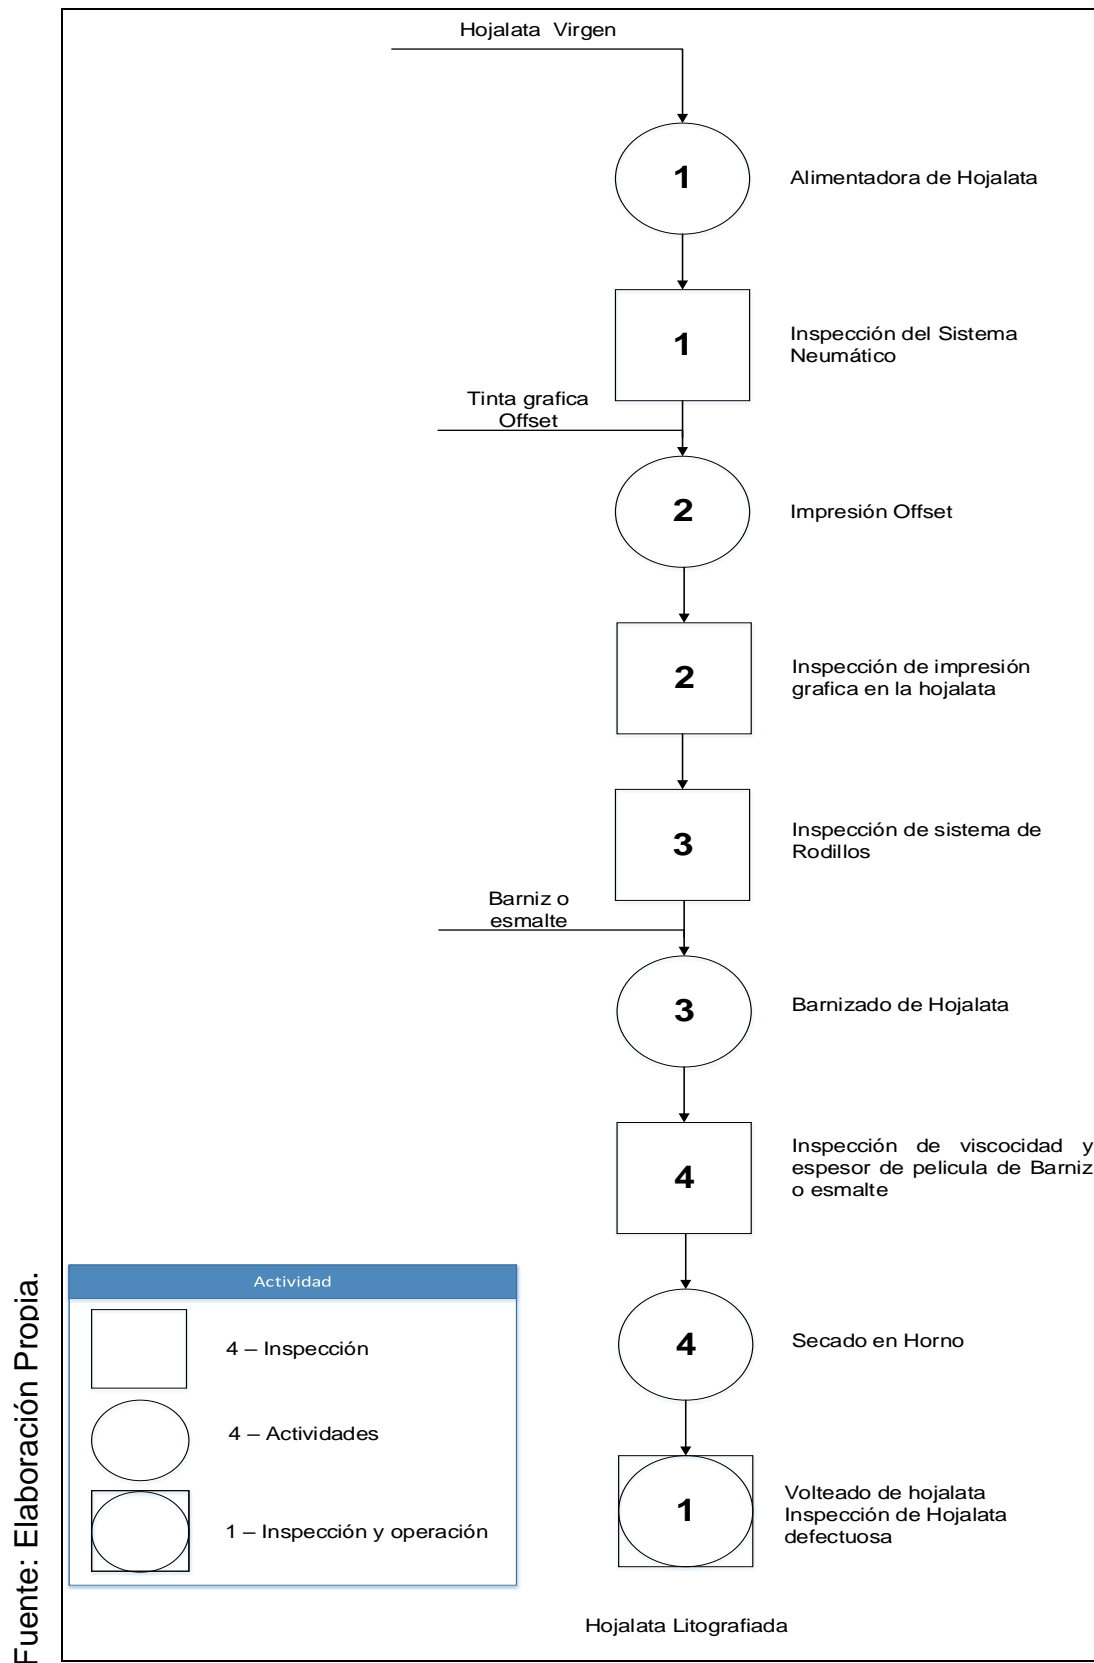 Hojalata Virgen
1
Alimentadora de Hojalata
1
Inspección del Sistema
Neumático
Tinta grafica
Offset
2
Impresión Offset
2
Inspección de impresión
grafica en la hojalata
3
Inspección de sistema de
Rodillos
Barniz o
esmalte
3
Barnizado de Hojalata
4
Inspección de viscocidad y
espesor de pelicula de Barniz
o esmalte
4
Secado en Horno
1
Volteado de hojalata
Inspección de Hojalata
defectuosa
Hojalata Litografiada
Actividad
4 – Inspección
4 – Actividades
1 – Inspección y operación
Fuente: Elaboración Propia.